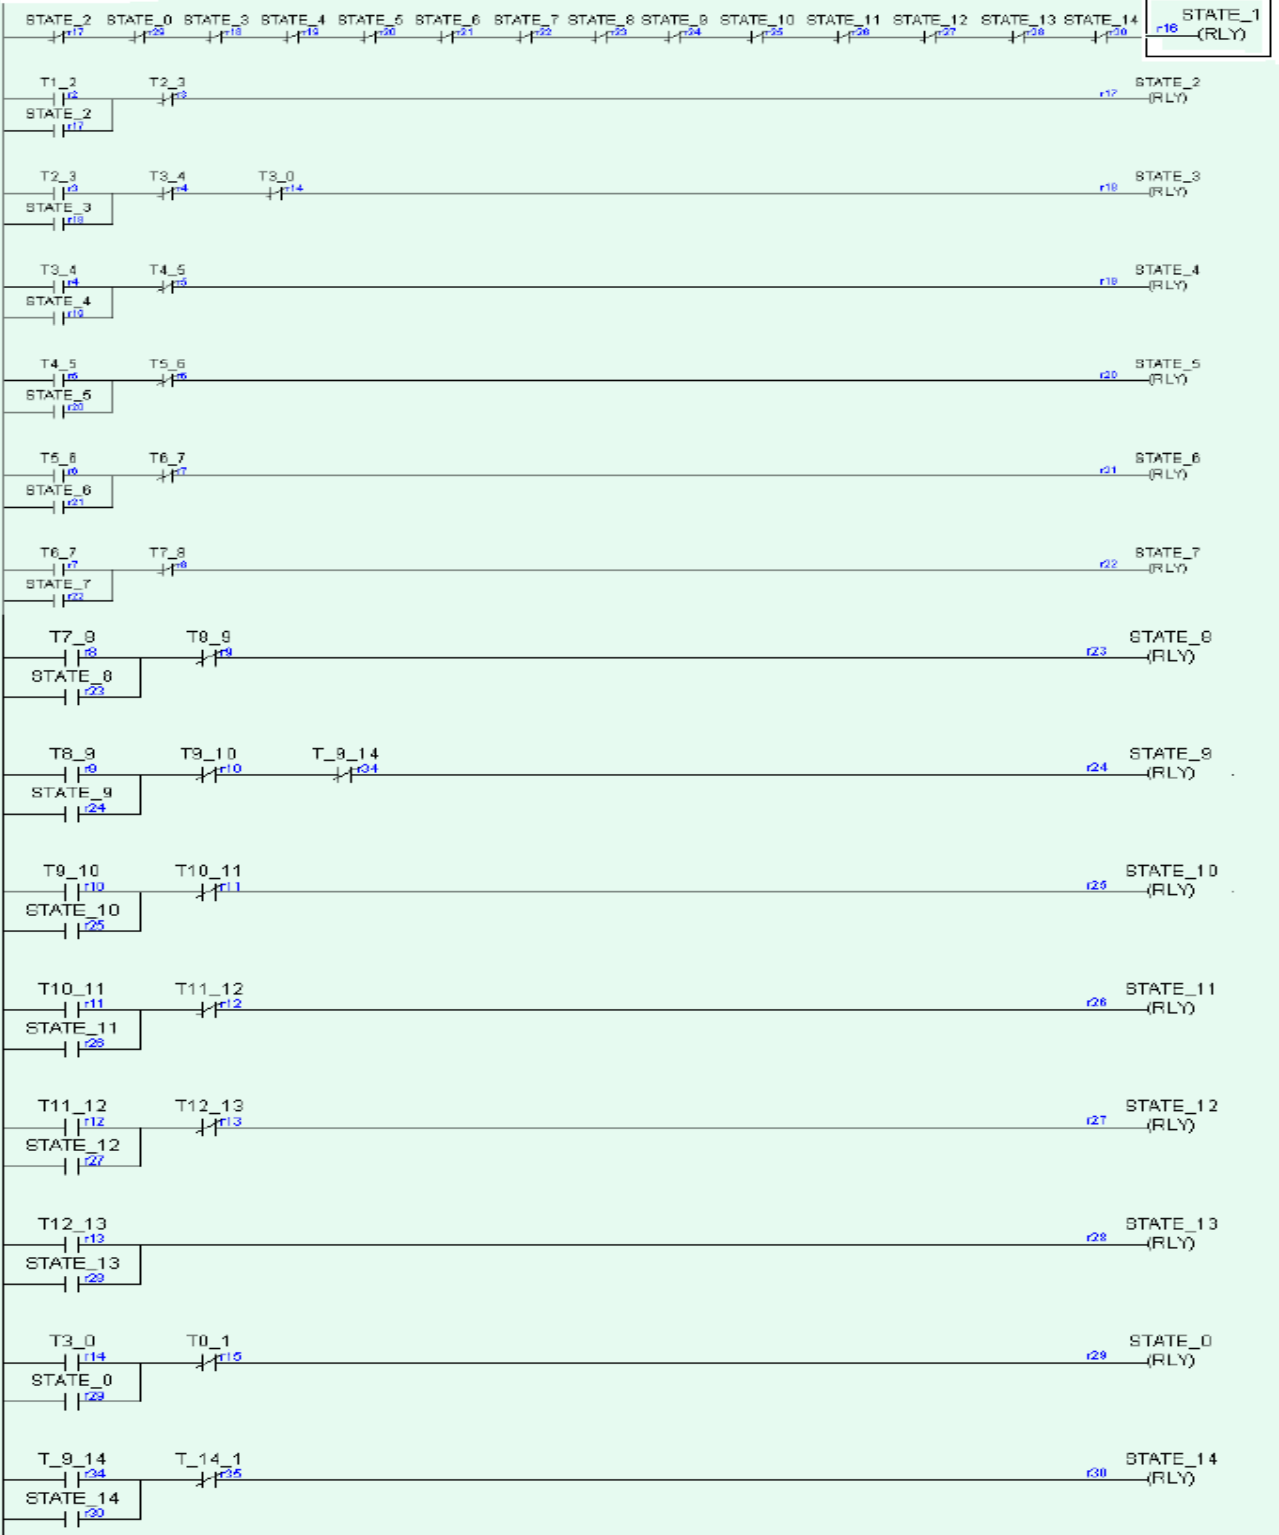 STATE_2 STATE_0 STATE_3 STATE_4 STATE_5 STATE_6 STATE_7 STATE_8 STATE_9 STATE_10 STATE_11 STATE_12 STATE_13 STATE_14 STATE_1
r17 r29 r18 r19 r20 r21 r22 r23 r24 r25 r26 r27 r28 r30 r16 (RLY)
T1_2 T2_3 STATE_2
r2 r3 r17 (RLY)
STATE_2
r17
T2_3 T3_4 T3_0 STATE_3
r3 r4 r14 r18 (RLY)
STATE_3
r18
T3_4 T4_5 STATE_4
r4 r5 r19 (RLY)
STATE_4
r19
T4_5 T5_6 STATE_5
r5 r6 r20 (RLY)
STATE_5
r20
T5_6 T6_7 STATE_6
r6 r7 r21 (RLY)
STATE_6
r21
T6_7 T7_8 STATE_7
r7 r8 r22 (RLY)
STATE_7
r22
T7_8 T8_9 STATE_8
r8 r9 r23 (RLY)
STATE_8
r23
T8_9 T9_10 T_9_14 STATE_9
r9 r10 r34 r24 (RLY)
STATE_9
r24
T9_10 T10_11 STATE_10
r10 r11 r25 (RLY)
STATE_10
r25
T10_11 T11_12 STATE_11
r11 r12 r26 (RLY)
STATE_11
r26
T11_12 T12_13 STATE_12
r12 r13 r27 (RLY)
STATE_12
r27
T12_13 STATE_13
r13 r28 (RLY)
STATE_13
r28
T3_0 T0_1 STATE_0
r14 r15 r29 (RLY)
STATE_0
r29
T_9_14 T_14_1 STATE_14
r34 r35 r30 (RLY)
STATE_14
r30